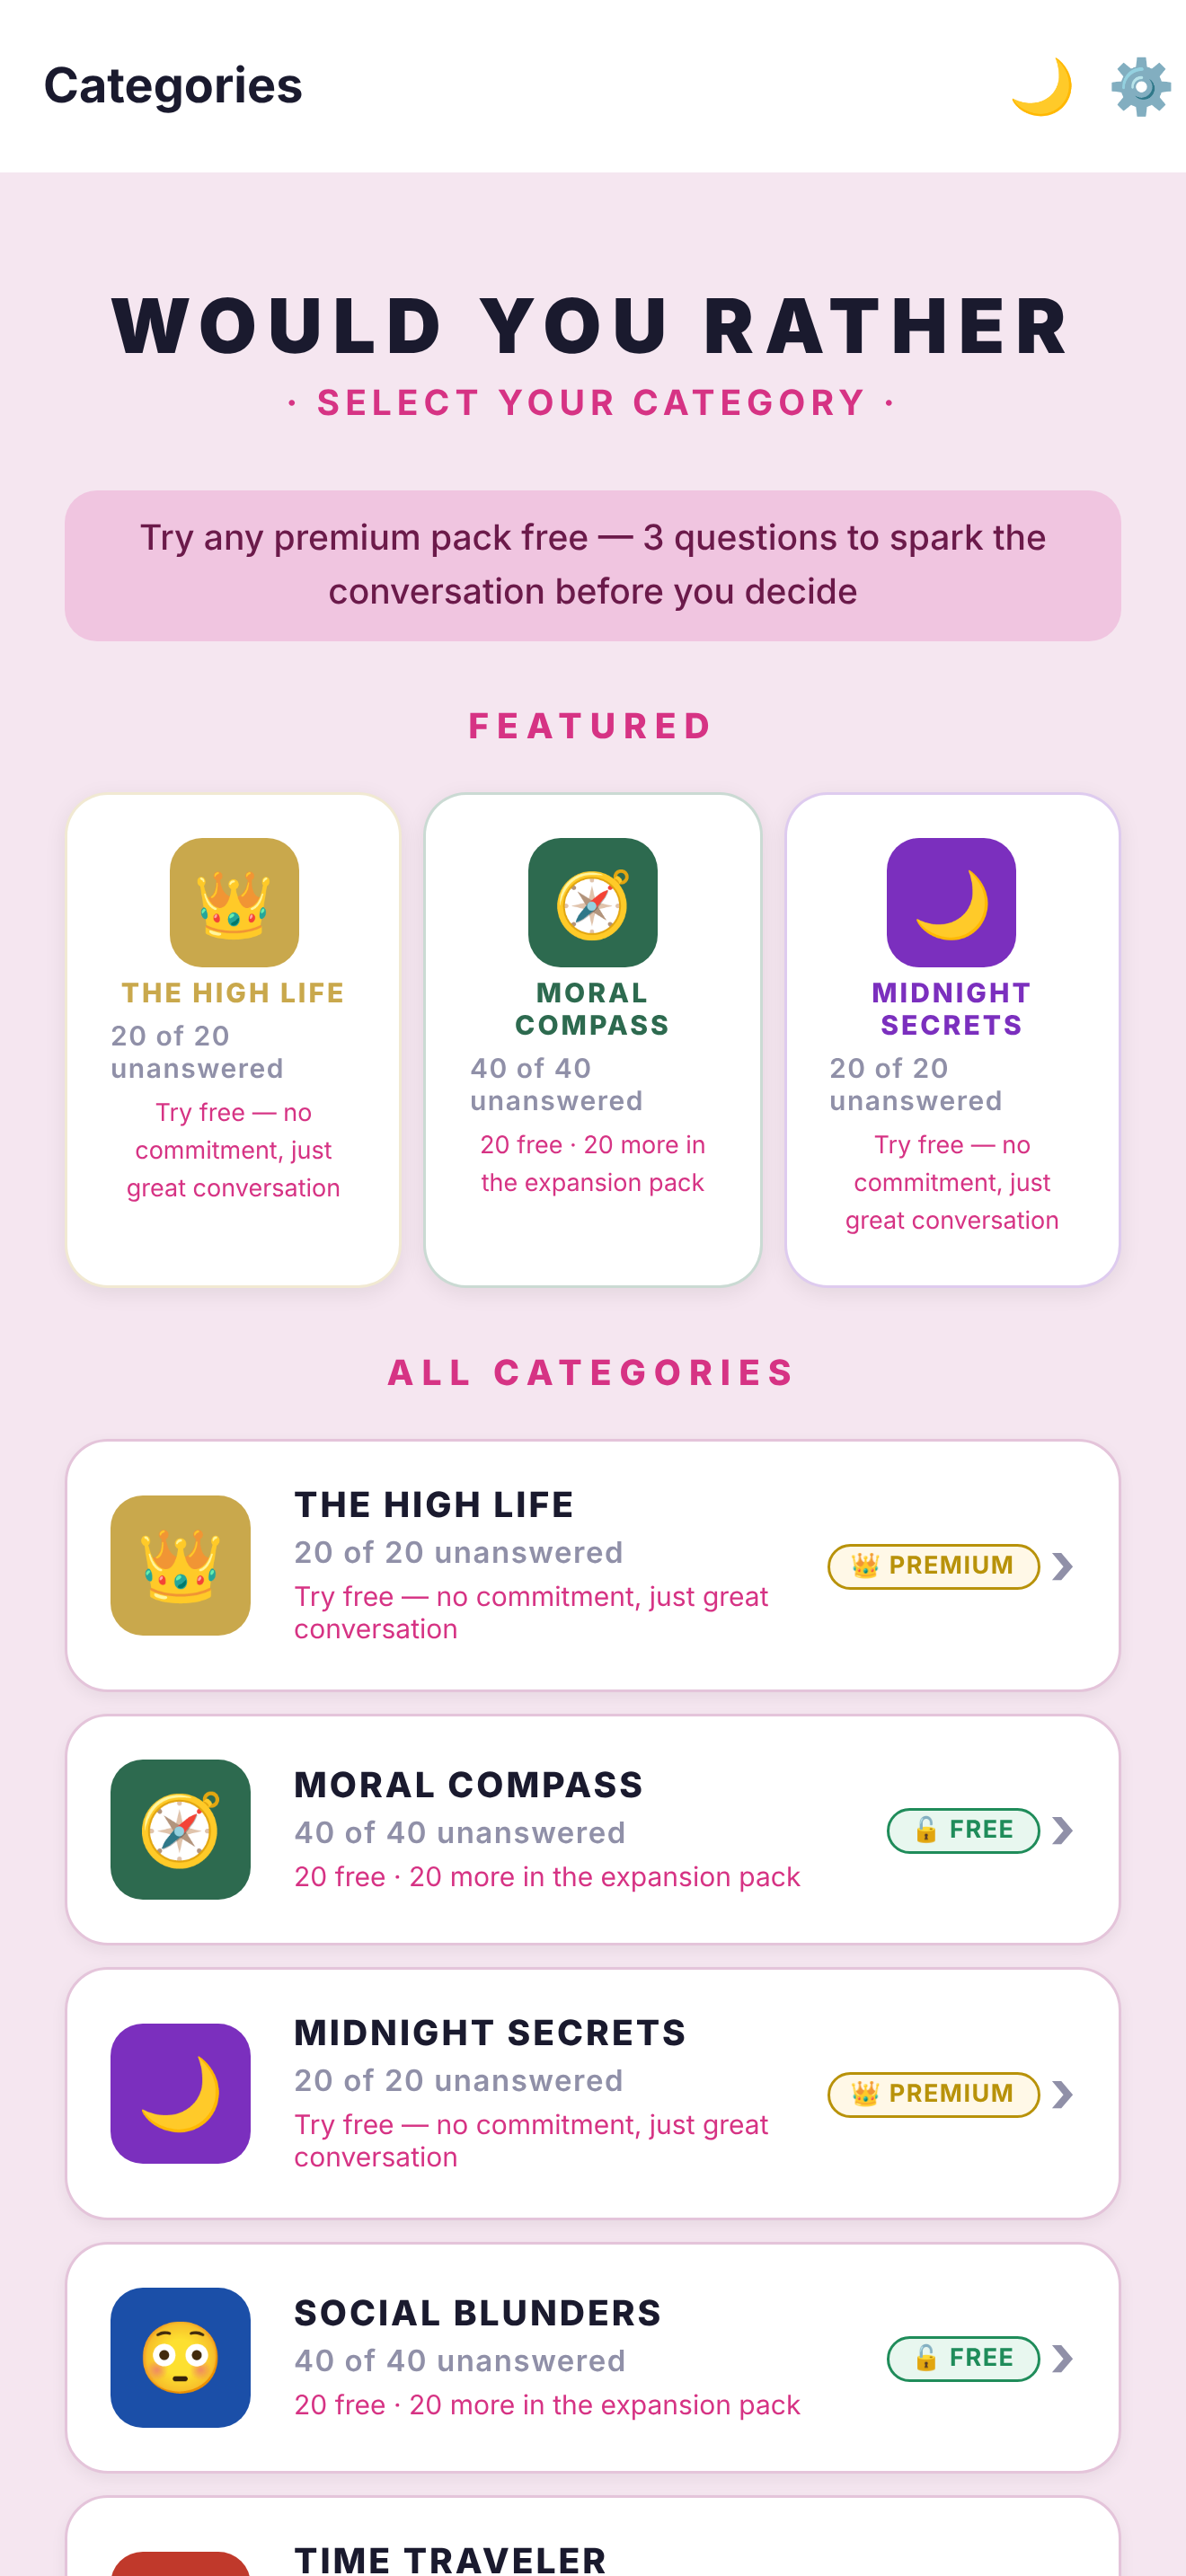 Categories
WOULD YOU RATHER
· SELECT YOUR CATEGORY ·
Try any premium pack free — 3 questions to spark the
conversation before you decide
FEATURED
THE HIGH LIFE
20 of 20
unanswered
Try free — no
commitment, just
great conversation
MORAL
COMPASS
40 of 40
unanswered
20 free · 20 more in
the expansion pack
MIDNIGHT
SECRETS
20 of 20
unanswered
Try free — no
commitment, just
great conversation
ALL CATEGORIES
THE HIGH LIFE
20 of 20 unanswered
Try free — no commitment, just great
conversation
PREMIUM
MORAL COMPASS
40 of 40 unanswered
20 free · 20 more in the expansion pack
FREE
MIDNIGHT SECRETS
20 of 20 unanswered
Try free — no commitment, just great
conversation
PREMIUM
SOCIAL BLUNDERS
40 of 40 unanswered
20 free · 20 more in the expansion pack
FREE
TIME TRAVELER